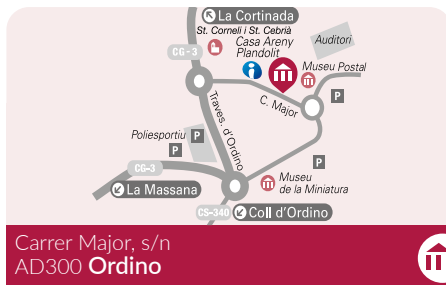 La Cortinada
St. Corneli i St. Cebrià
Casa Areny
Plandolit
Auditori
CG-3
Museu Postal
C. Major
P
Traves. d'Ordino
Poliesportiu
P
P
P
CG-3
Museu
de la Miniatura
La Massana
CS-340
Coll d'Ordino
Carrer Major, s/n
AD300 Ordino